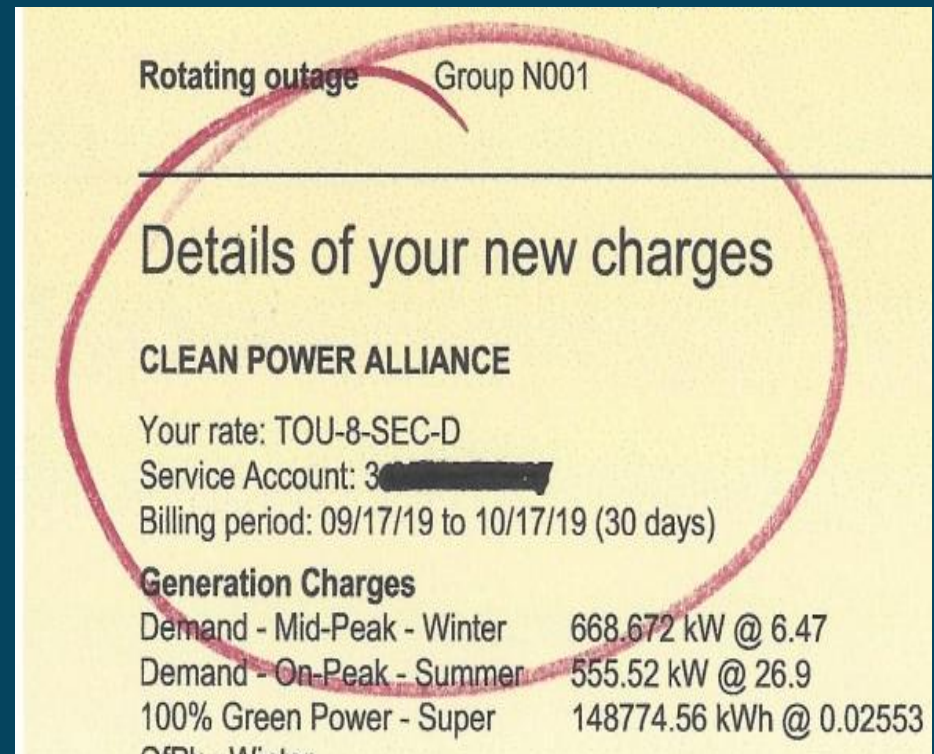 Rotating outage Group N001
Details of your new charges
CLEAN POWER ALLIANCE
Your rate: TOU-8-SEC-D
Service Account: 3
Billing period: 09/17/19 to 10/17/19 (30 days)
Generation Charges
Demand - Mid-Peak - Winter 668.672 kW @ 6.47
Demand - On-Peak - Summer 555.52 kW @ 26.9
100% Green Power - Super 148774.56 kWh @ 0.02553